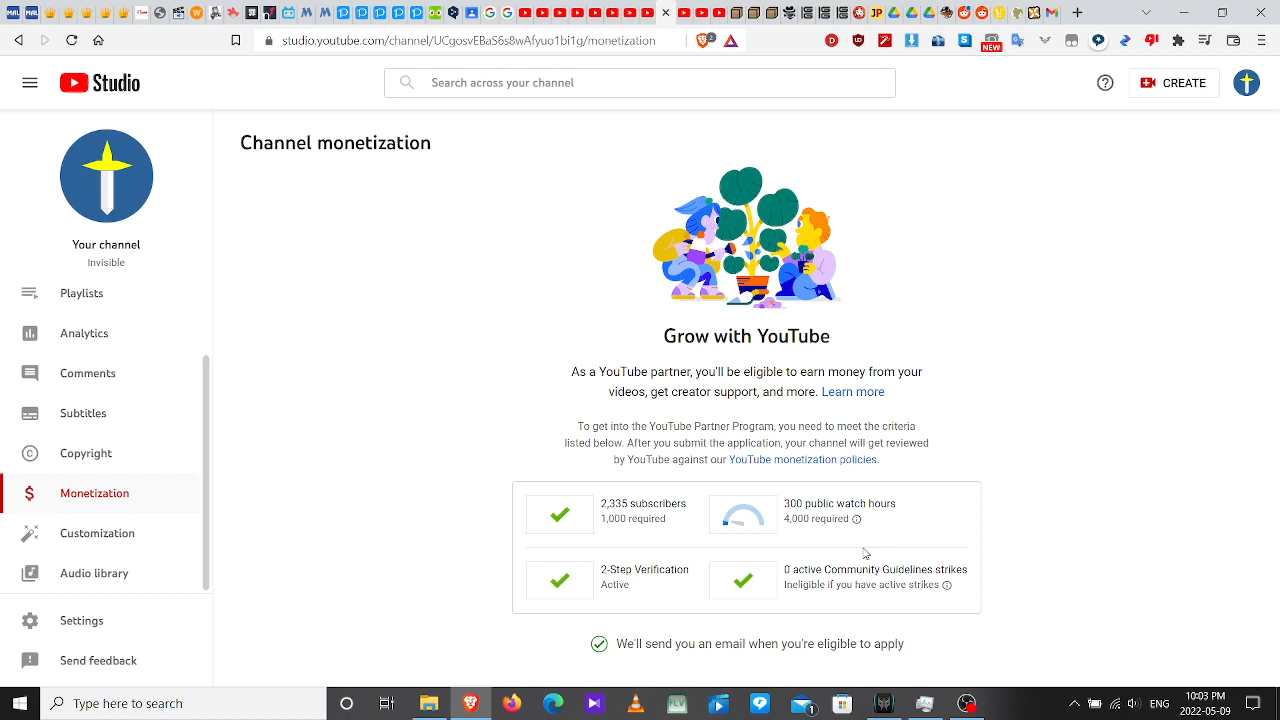 studio.youtube.com/channel/UCgosvEBaS6s8wAfyuo1bi1g/monetization
2
NEW
Studio
Search across your channel
CREATE
Your channel
Invisible
Playlists
Analytics
Comments
Subtitles
Copyright
Monetization
Customization
Audio library
Settings
Send feedback
Channel monetization
Grow with YouTube
As a YouTube partner, you'll be eligible to earn money from your
videos, get creator support, and more. Learn more
To get into the YouTube Partner Program, you need to meet the criteria
listed below. After you submit the application, your channel will get reviewed
by YouTube against our YouTube monetization policies.
2,335 subscribers
1,000 required
300 public watch hours
4,000 required
2-Step Verification
Active
0 active Community Guidelines strikes
Ineligible if you have active strikes
We'll send you an email when you're eligible to apply
Type here to search
FLV
1
ENG
10:03 PM
2022-05-09